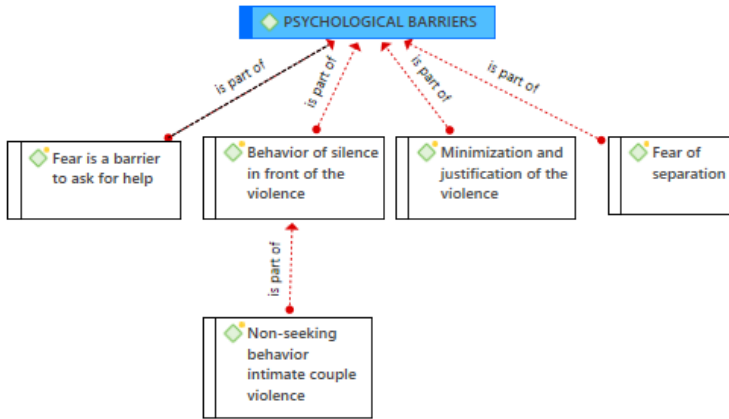 PSYCHOLOGICAL BARRIERS
is part of
is part of
is part of
is part of
Fear is a barrier
to ask for help
Behavior of silence
in front of the
violence
Minimization and
justification of the
violence
Fear of
separation
is part of
Non-seeking
behavior
intimate couple
violence